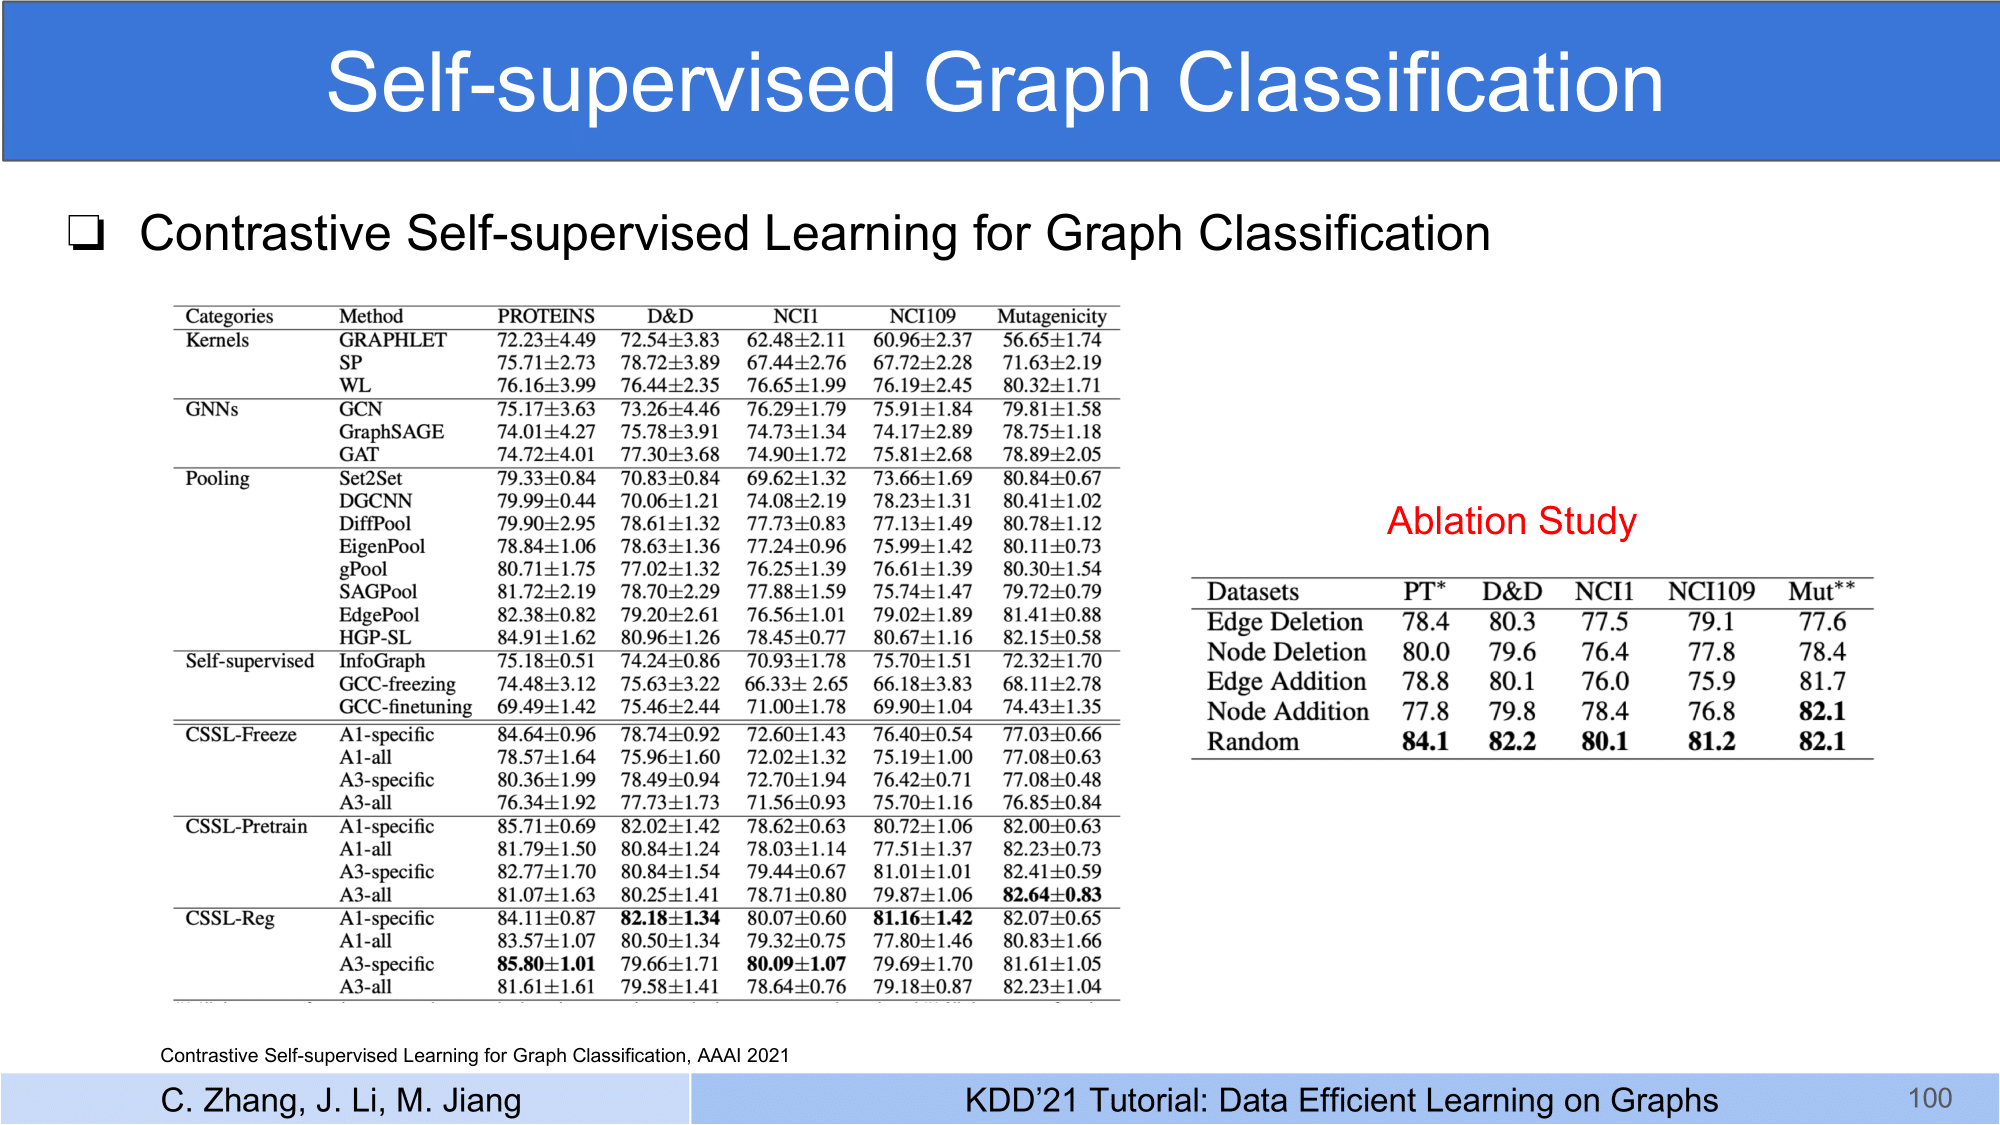 Self-supervised Graph Classification
❏ Contrastive Self-supervised Learning for Graph Classification
Categories Method PROTEINS D&D NCI1 NCI109 Mutagenicity
Kernels GRAPHLET 72.23±4.49 72.54±3.83 62.48±2.11 60.96±2.37 56.65±1.74
SP 75.71±2.73 78.72±3.89 67.44±2.76 67.72±2.28 71.63±2.19
WL 76.16±3.99 76.44±2.35 76.65±1.99 76.19±2.45 80.32±1.71
GNNs GCN 75.17±3.63 73.26±4.46 76.29±1.79 75.91±1.84 79.81±1.58
GraphSAGE 74.01±4.27 75.78±3.91 74.73±1.34 74.17±2.89 78.75±1.18
GAT 74.72±4.01 77.30±3.68 74.90±1.72 75.81±2.68 78.89±2.05
Pooling Set2Set 79.33±0.84 70.83±0.84 69.62±1.32 73.66±1.69 80.84±0.67
DGCNN 79.99±0.44 70.06±1.21 74.08±2.19 78.23±1.31 80.41±1.02
DiffPool 79.90±2.95 78.61±1.32 77.73±0.83 77.13±1.49 80.78±1.12
EigenPool 78.84±1.06 78.63±1.36 77.24±0.96 75.99±1.42 80.11±0.73
gPool 80.71±1.75 77.02±1.32 76.25±1.39 76.61±1.39 80.30±1.54
SAGPool 81.72±2.19 78.70±2.29 77.88±1.59 75.74±1.47 79.72±0.79
EdgePool 82.38±0.82 79.20±2.61 76.56±1.01 79.02±1.89 81.41±0.88
HGP-SL 84.91±1.62 80.96±1.26 78.45±0.77 80.67±1.16 82.15±0.58
Self-supervised InfoGraph 75.18±0.51 74.24±0.86 70.93±1.78 75.70±1.51 72.32±1.70
GCC-freezing 74.48±3.12 75.63±3.22 66.33± 2.65 66.18±3.83 68.11±2.78
GCC-finetuning 69.49±1.42 75.46±2.44 71.00±1.78 69.90±1.04 74.43±1.35
CSSL-Freeze A1-specific 84.64±0.96 78.74±0.92 72.60±1.43 76.40±0.54 77.03±0.66
A1-all 78.57±1.64 75.96±1.60 72.02±1.32 75.19±1.00 77.08±0.63
A3-specific 80.36±1.99 78.49±0.94 72.70±1.94 76.42±0.71 77.08±0.48
A3-all 76.34±1.92 77.73±1.73 71.56±0.93 75.70±1.16 76.85±0.84
CSSL-Pretrain A1-specific 85.71±0.69 82.02±1.42 78.62±0.63 80.72±1.06 82.00±0.63
A1-all 81.79±1.50 80.84±1.24 78.03±1.14 77.51±1.37 82.23±0.73
A3-specific 82.77±1.70 80.84±1.54 79.44±0.67 81.01±1.01 82.41±0.59
A3-all 81.07±1.63 80.25±1.41 78.71±0.80 79.87±1.06 82.64±0.83
CSSL-Reg A1-specific 84.11±0.87 82.18±1.34 80.07±0.60 81.16±1.42 82.07±0.65
A1-all 83.57±1.07 80.50±1.34 79.32±0.75 77.80±1.46 80.83±1.66
A3-specific 85.80±1.01 79.66±1.71 80.09±1.07 79.69±1.70 81.61±1.05
A3-all 81.61±1.61 79.58±1.41 78.64±0.76 79.18±0.87 82.23±1.04
Ablation Study
Datasets PT* D&D NCI1 NCI109 Mut**
Edge Deletion 78.4 80.3 77.5 79.1 77.6
Node Deletion 80.0 79.6 76.4 77.8 78.4
Edge Addition 78.8 80.1 76.0 75.9 81.7
Node Addition 77.8 79.8 78.4 76.8 82.1
Random 84.1 82.2 80.1 81.2 82.1
Contrastive Self-supervised Learning for Graph Classification, AAAI 2021
C. Zhang, J. Li, M. Jiang
KDD'21 Tutorial: Data Efficient Learning on Graphs
100